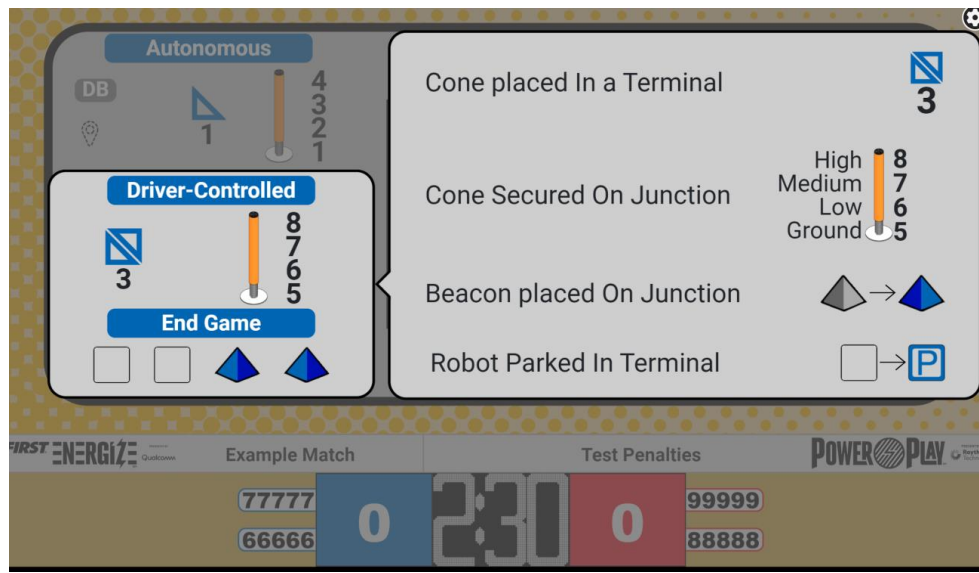 Autonomous
DB
1
4
3
2
1
Driver-Controlled
3
8
7
6
5
End Game
Cone placed In a Terminal
3
Cone Secured On Junction
High 8
Medium 7
Low 6
Ground 5
Beacon placed On Junction
Robot Parked In Terminal
P
FIRST ENERGIZE Qualcomm
Example Match
Test Penalties
POWER PLAY
77777
66666
0
2:30
0
99999
88888